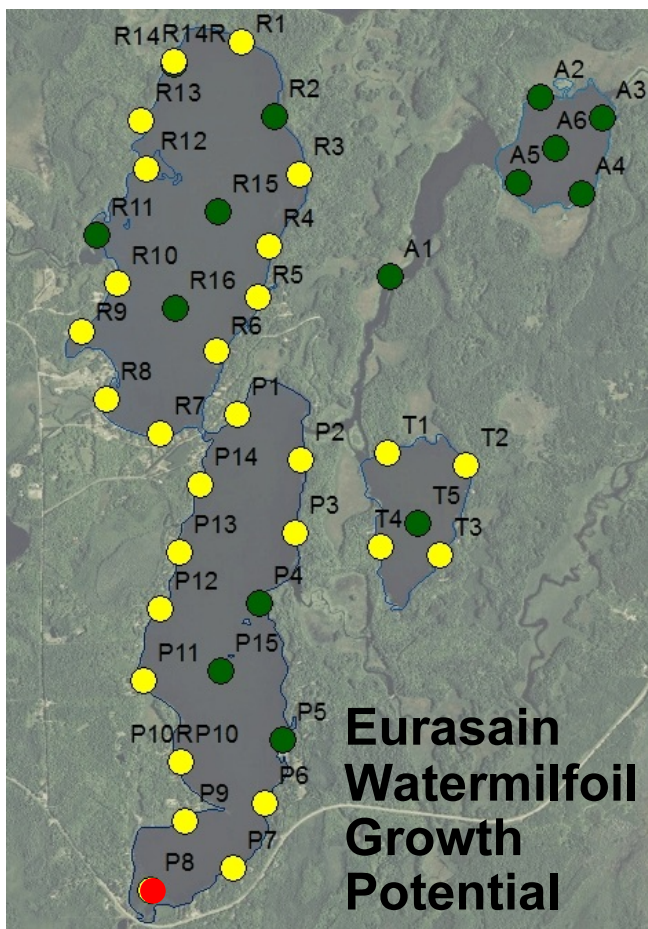 R14R14R R1
R13
R2
A2
A3
R12
A6
R3
A5
A4
R15
R11
R4
A1
R10
R5
R16
R9
R6
R8
P1
R7
T1
P2
T2
P14
P3
T5
P13
T4
T3
P4
P12
P15
P11
P5
P10RP10
P6
P9
P7
P8
Eurasain
Watermilfoil
Growth
Potential